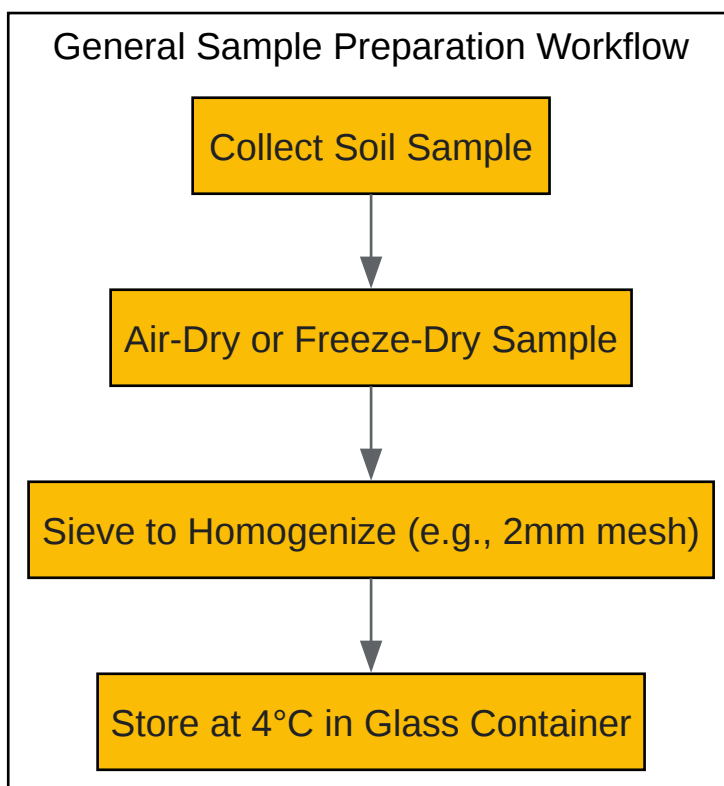 General Sample Preparation Workflow
Collect Soil Sample
Air-Dry or Freeze-Dry Sample
Sieve to Homogenize (e.g., 2mm mesh)
Store at 4°C in Glass Container